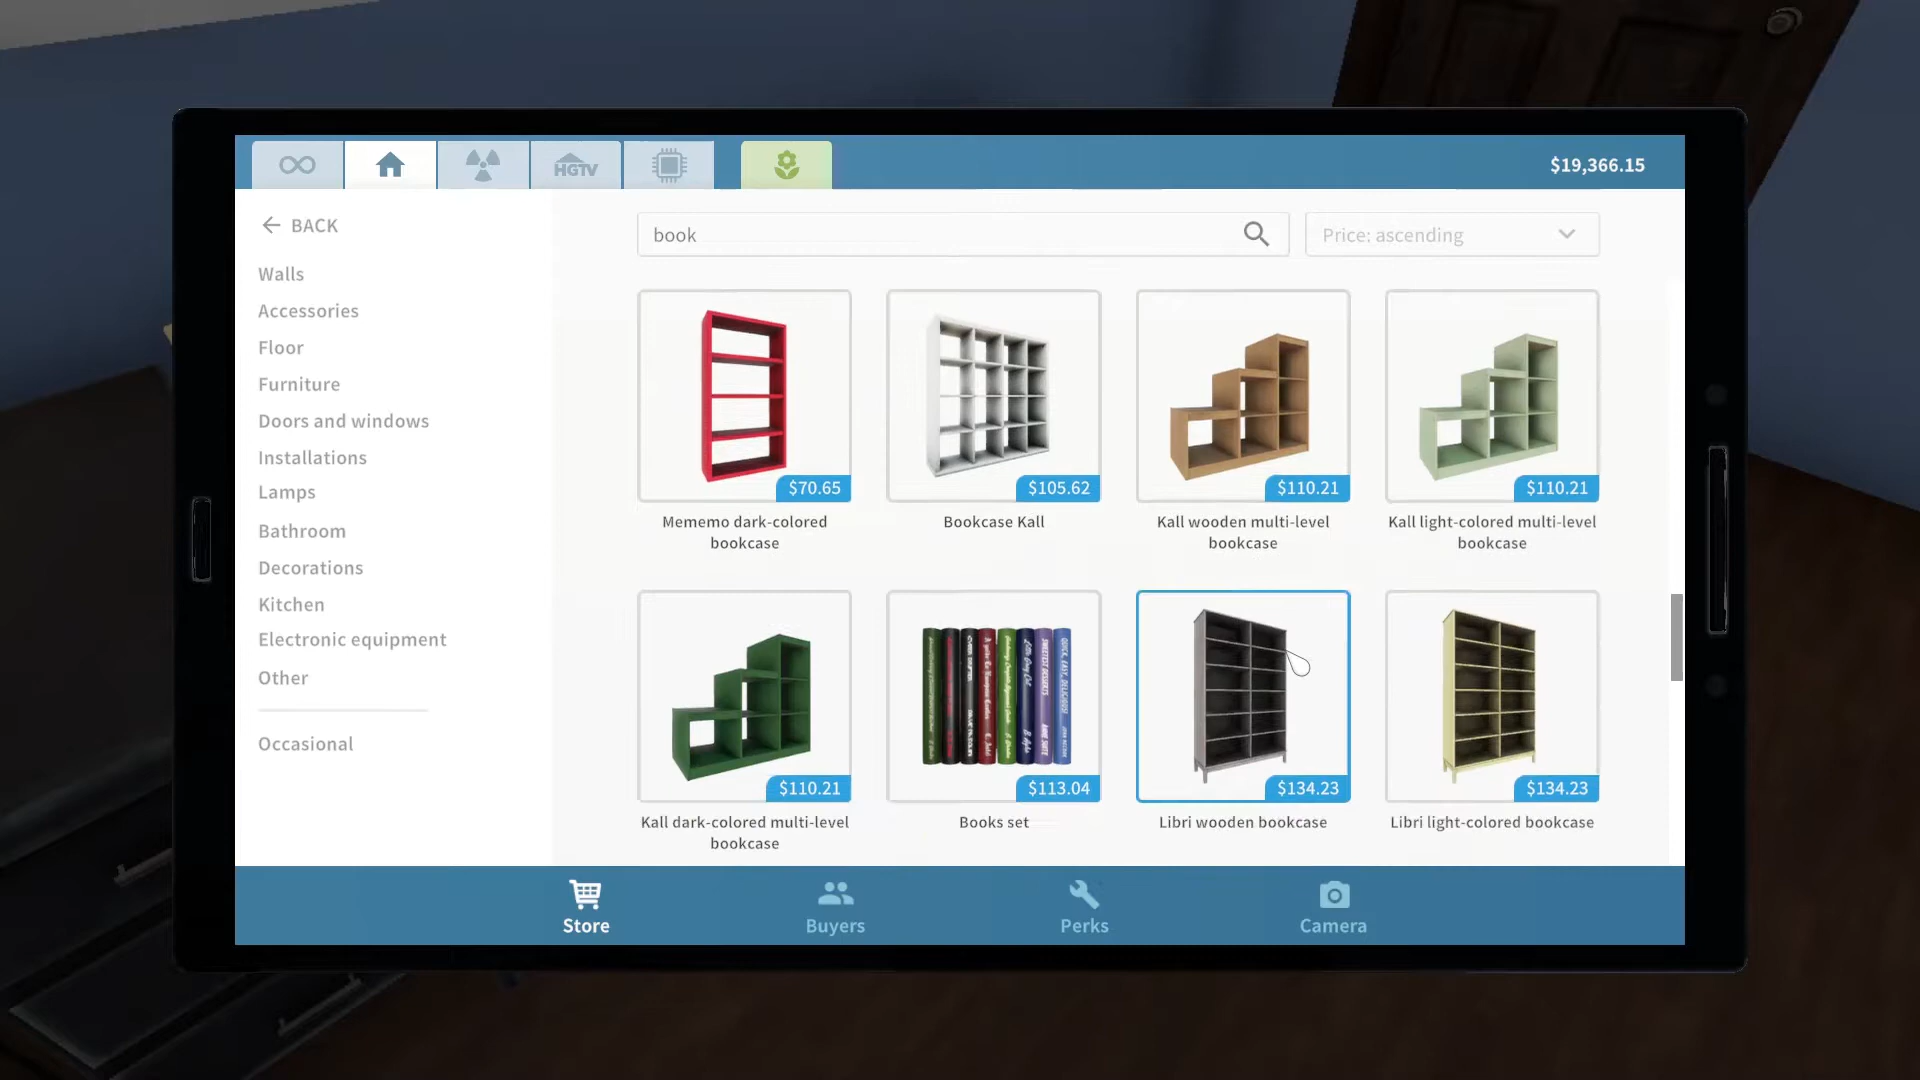 HGTV
$19,366.15
BACK
book
Price: ascending
Walls
Accessories
Floor
Furniture
Doors and windows
Installations
Lamps
Bathroom
Decorations
Kitchen
Electronic equipment
Other
Occasional
$70.65
$105.62
$110.21
$110.21
Mememo dark-colored
bookcase
Bookcase Kall
Kall wooden multi-level
bookcase
Kall light-colored multi-level
bookcase
$110.21
$113.04
$134.23
$134.23
Kall dark-colored multi-level
bookcase
Books set
Libri wooden bookcase
Libri light-colored bookcase
Store
Buyers
Perks
Camera